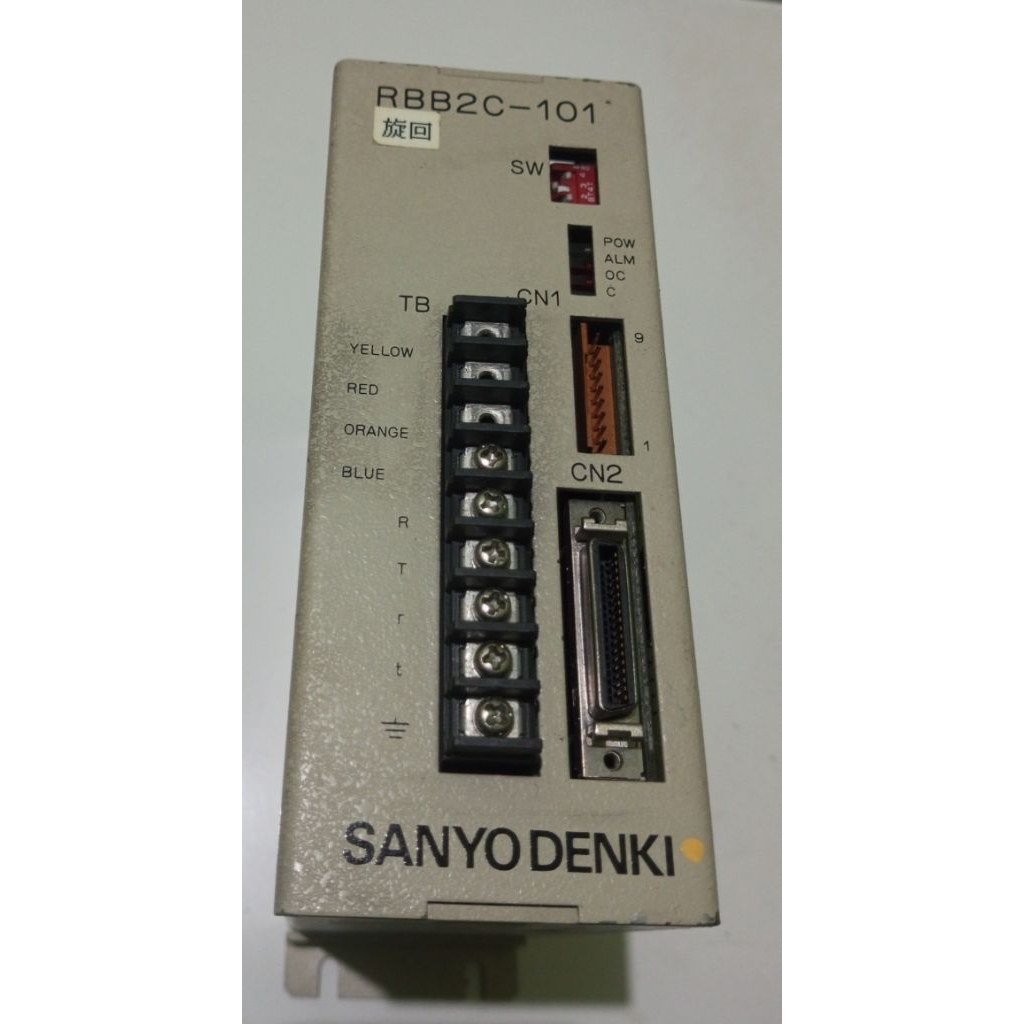 RBB2C-101
旋回
SW
POW
ALM
OC
C
TB
CN1
YELLOW
9
RED
ORANGE
1
BLUE
CN2
R
T
r
t
SANYO DENKI